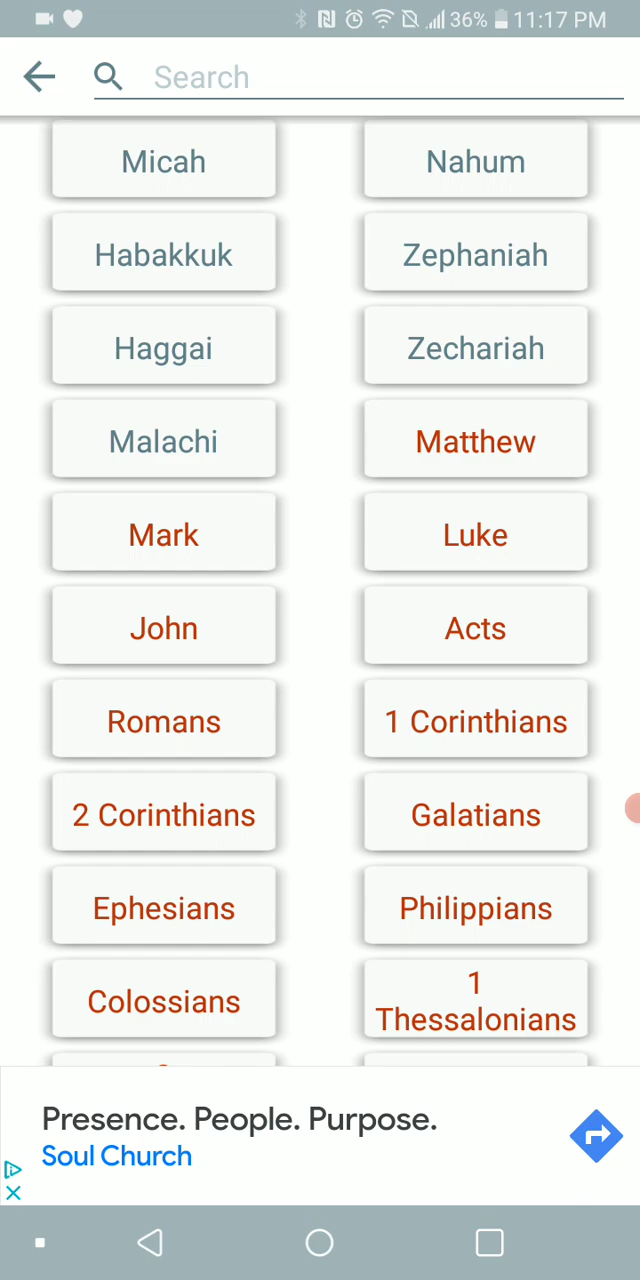 36% 11:17 PM
Search
Micah
Nahum
Habakkuk
Zephaniah
Haggai
Zechariah
Malachi
Matthew
Mark
Luke
John
Acts
Romans
1 Corinthians
2 Corinthians
Galatians
Ephesians
Philippians
Colossians
1
Thessalonians
Presence. People. Purpose.
Soul Church